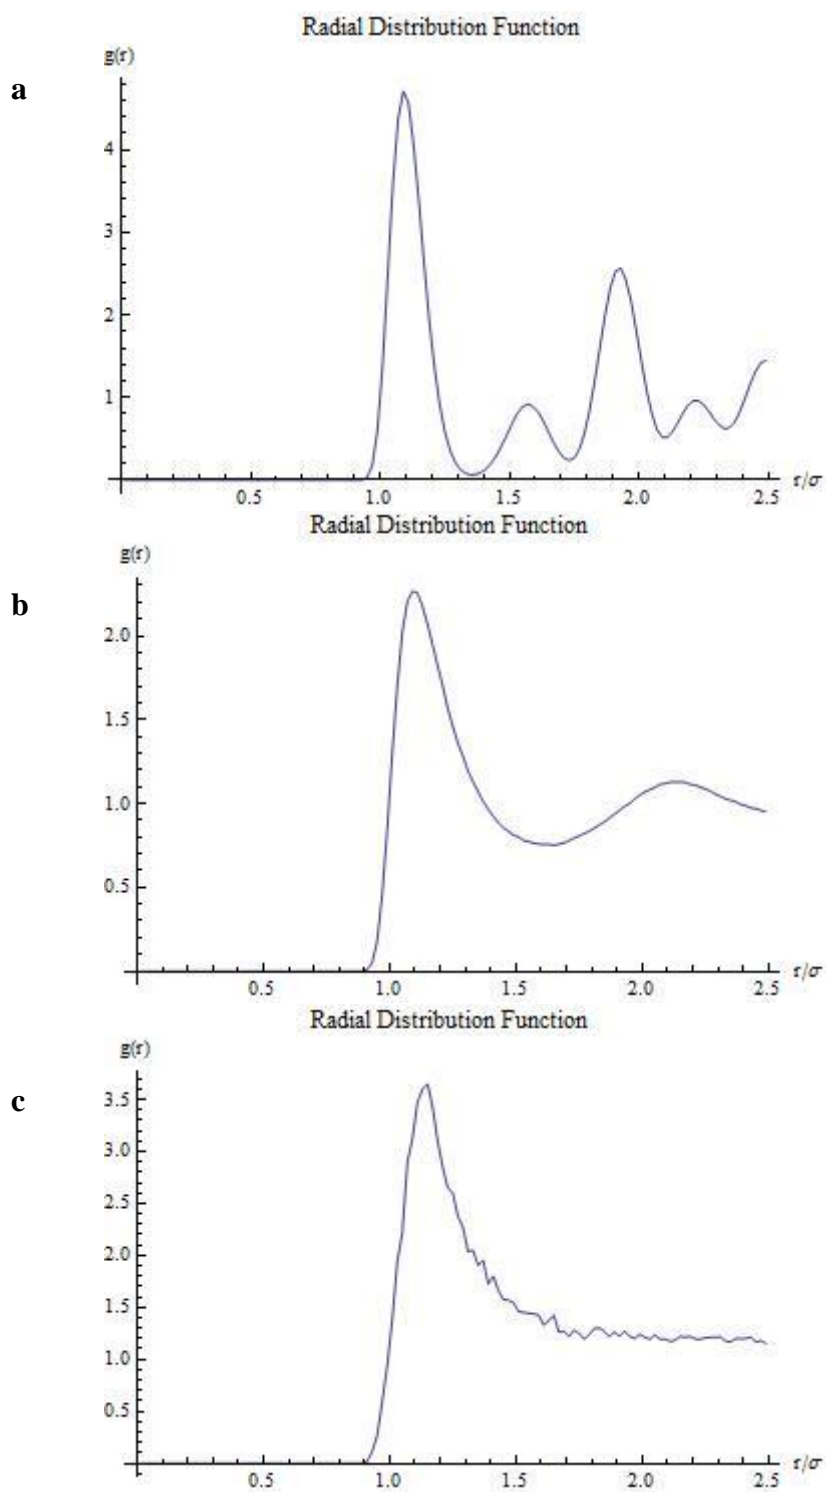 Radial Distribution Function
g(r)
a
4
3
2
1
0.5 1.0 1.5 2.0 2.5 r/σ
Radial Distribution Function
g(r)
b
2.0
1.5
1.0
0.5
0.5 1.0 1.5 2.0 2.5 r/σ
Radial Distribution Function
g(r)
c
3.5
3.0
2.5
2.0
1.5
1.0
0.5
0.5 1.0 1.5 2.0 2.5 r/σ